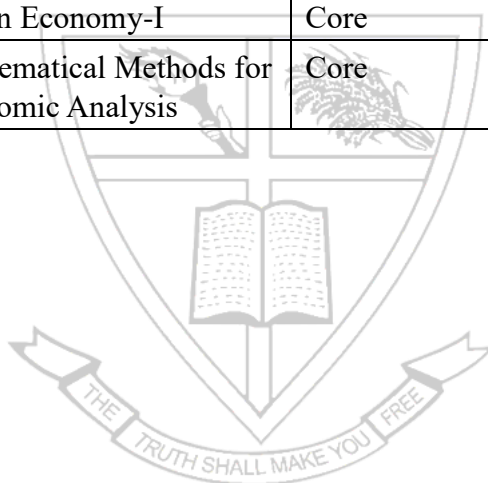 n Economy-I Core
ematical Methods for Core
omic Analysis
THE TRUTH SHALL MAKE YOU FREE